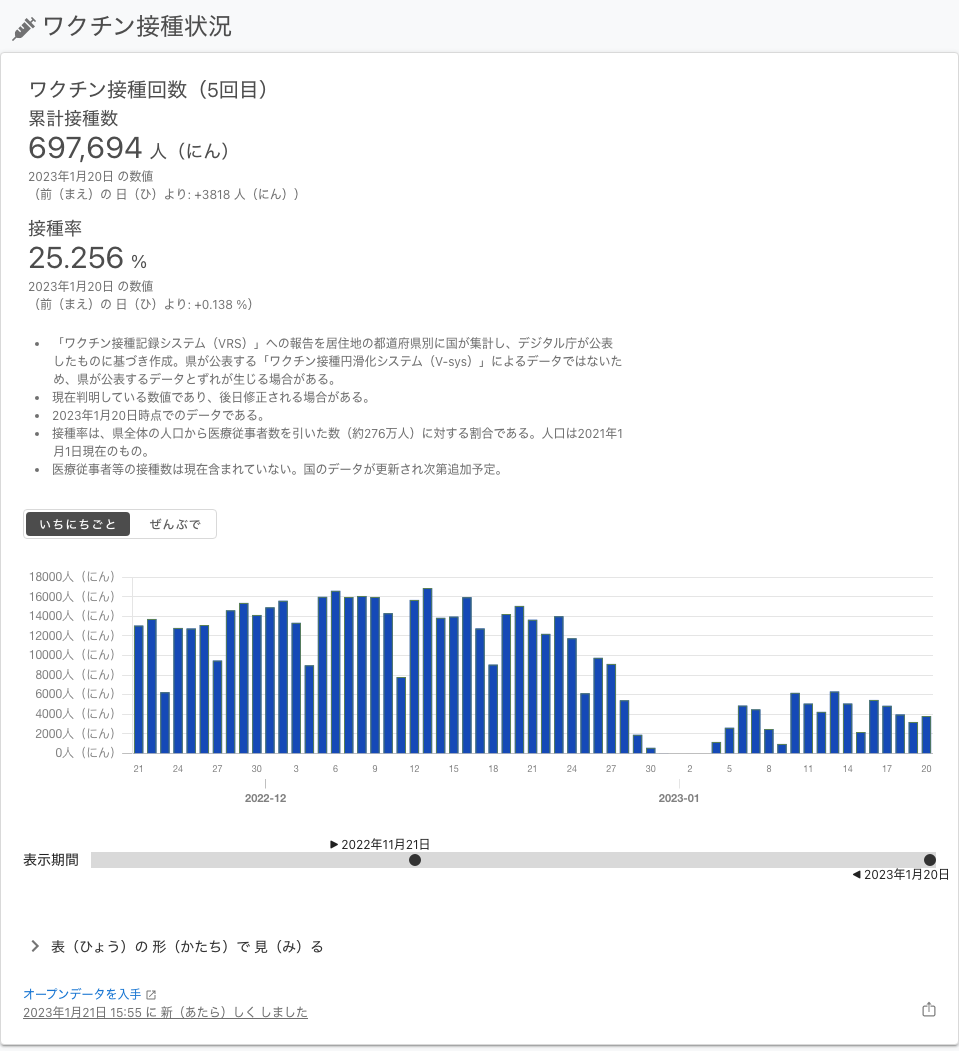 ワクチン接種状況
ワクチン接種回数（5回目）
累計接種数
697,694 人（にん）
2023年1月20日 の数値
（前（まえ）の 日（ひ）より: +3818 人（にん））
接種率
25.256 %
2023年1月20日 の数値
（前（まえ）の 日（ひ）より: +0.138 %）
「ワクチン接種記録システム（VRS）」への報告を居住地の都道府県別に国が集計し、デジタル庁が公表
したものに基づき作成。県が公表する「ワクチン接種円滑化システム（V-sys）」によるデータではないた
め、県が公表するデータとずれが生じる場合がある。
現在判明している数値であり、後日修正される場合がある。
2023年1月20日時点でのデータである。
接種率は、県全体の人口から医療従事者数を引いた数（約276万人）に対する割合である。人口は2021年1
月1日現在のもの。
医療従事者等の接種数は現在含まれていない。国のデータが更新され次第追加予定。
いちにちごと ぜんぶで
18000人（にん）
16000人（にん）
14000人（にん）
12000人（にん）
10000人（にん）
8000人（にん）
6000人（にん）
4000人（にん）
2000人（にん）
0人（にん）
21 24 27 30 3 6 9 12 15 18 21 24 27 30 2 5 8 11 14 17 20
2022-12 2023-01
2022年11月21日
表示期間
2023年1月20日
表（ひょう）の 形（かたち）で 見（み）る
オープンデータを入手
2023年1月21日 15:55 に 新（あたら）しく しました